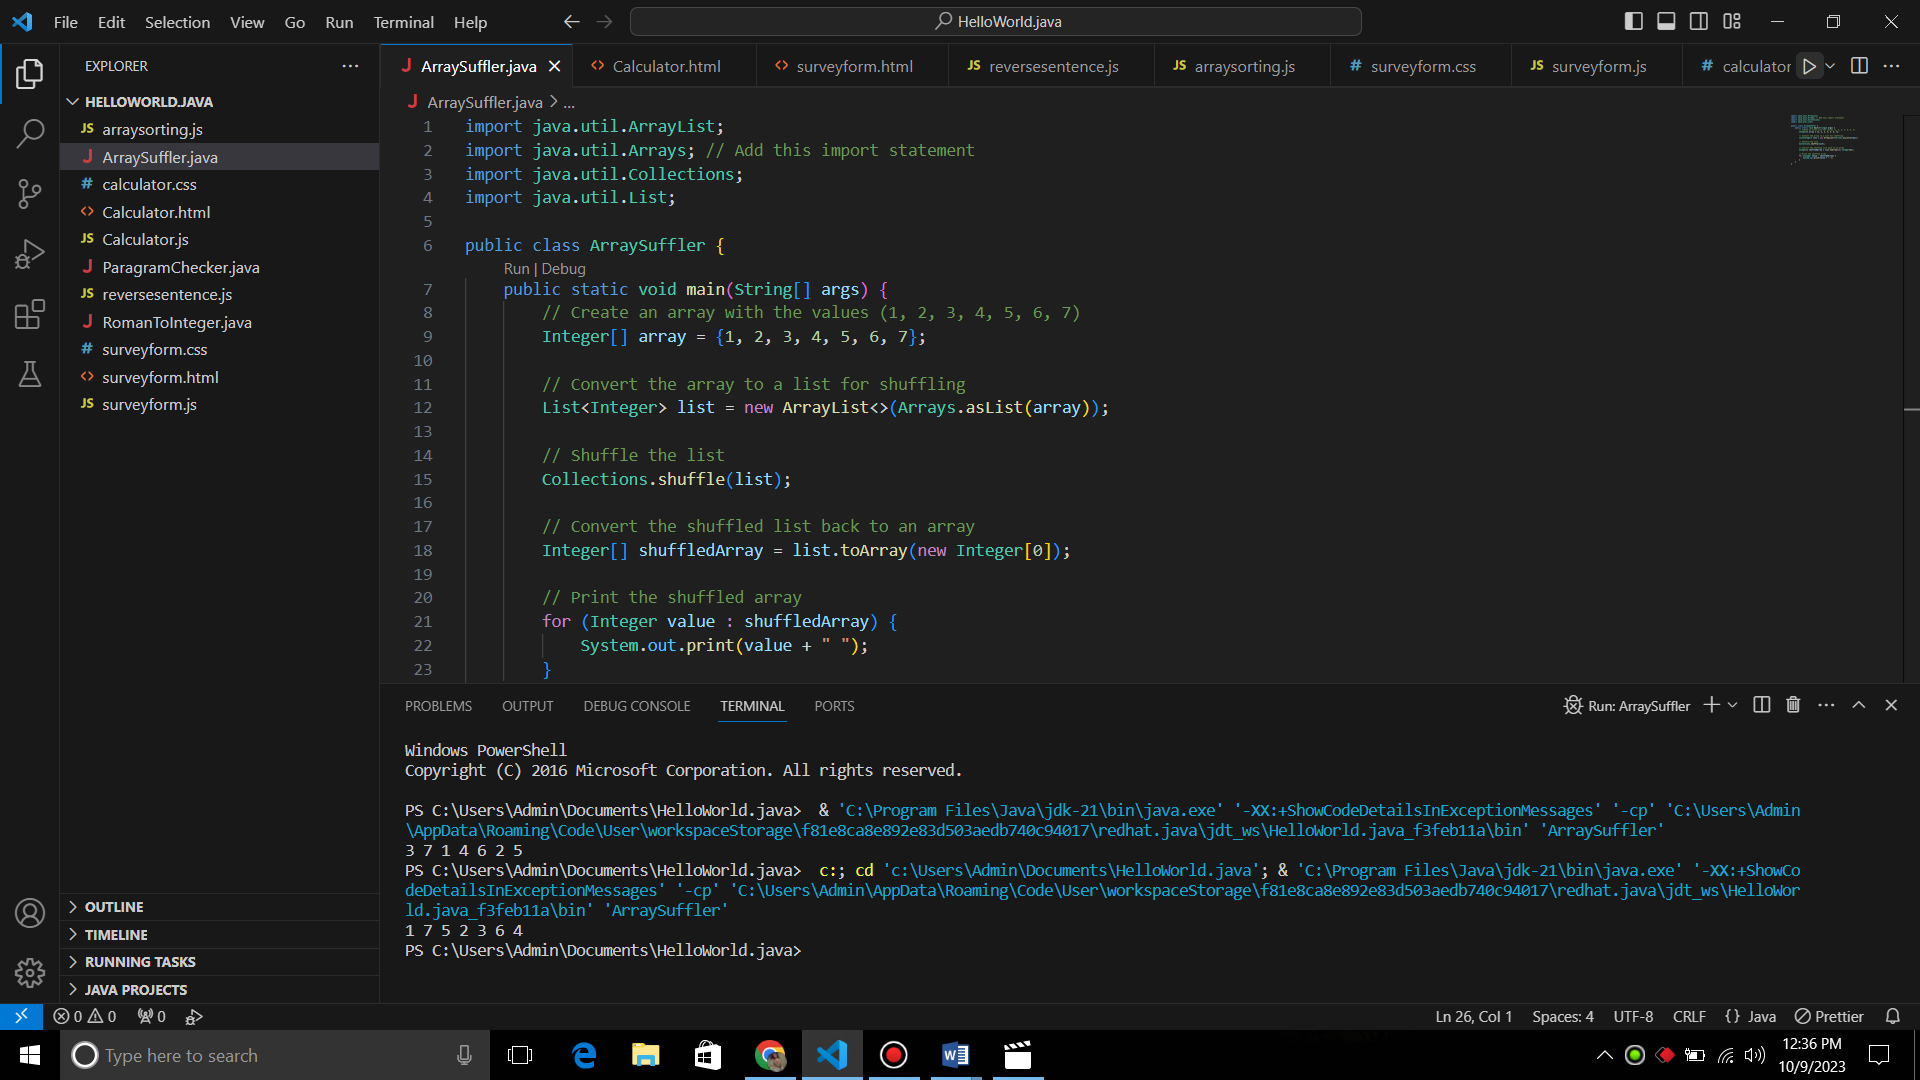 File Edit Selection View Go Run Terminal Help
HelloWorld.java
EXPLORER
HELLOWORLD.JAVA
JS arraysorting.js
J ArraySuffler.java
# calculator.css
<> Calculator.html
JS Calculator.js
J ParagramChecker.java
JS reversesentence.js
J RomanToInteger.java
# surveyform.css
<> surveyform.html
JS surveyform.js
OUTLINE
TIMELINE
RUNNING TASKS
JAVA PROJECTS
J ArraySuffler.java <> Calculator.html <> surveyform.html JS reversesentence.js JS arraysorting.js # surveyform.css JS surveyform.js # calculator
J ArraySuffler.java > ...
1 import java.util.ArrayList;
2 import java.util.Arrays; // Add this import statement
3 import java.util.Collections;
4 import java.util.List;
5
6 public class ArraySuffler {
Run | Debug
7 public static void main(String[] args) {
8 // Create an array with the values (1, 2, 3, 4, 5, 6, 7)
9 Integer[] array = {1, 2, 3, 4, 5, 6, 7};
10
11 // Convert the array to a list for shuffling
12 List<Integer> list = new ArrayList<>(Arrays.asList(array));
13
14 // Shuffle the list
15 Collections.shuffle(list);
16
17 // Convert the shuffled list back to an array
18 Integer[] shuffledArray = list.toArray(new Integer[0]);
19
20 // Print the shuffled array
21 for (Integer value : shuffledArray) {
22 System.out.print(value + " ");
23 }
PROBLEMS OUTPUT DEBUG CONSOLE TERMINAL PORTS
Run: ArraySuffler
Windows PowerShell
Copyright (C) 2016 Microsoft Corporation. All rights reserved.
PS C:\Users\Admin\Documents\HelloWorld.java> & 'C:\Program Files\Java\jdk-21\bin\java.exe' '-XX:+ShowCodeDetailsInExceptionMessages' '-cp' 'C:\Users\Admin
\AppData\Roaming\Code\User\workspaceStorage\f81e8ca8e892e83d503aedb740c94017\redhat.java\jdt_ws\HelloWorld.java_f3feb11a\bin' 'ArraySuffler'
3 7 1 4 6 2 5
PS C:\Users\Admin\Documents\HelloWorld.java> c:; cd 'c:\Users\Admin\Documents\HelloWorld.java'; & 'C:\Program Files\Java\jdk-21\bin\java.exe' '-XX:+ShowCo
deDetailsInExceptionMessages' '-cp' 'C:\Users\Admin\AppData\Roaming\Code\User\workspaceStorage\f81e8ca8e892e83d503aedb740c94017\redhat.java\jdt_ws\HelloWor
ld.java_f3feb11a\bin' 'ArraySuffler'
1 7 5 2 3 6 4
PS C:\Users\Admin\Documents\HelloWorld.java>
0 0 0
Ln 26, Col 1 Spaces: 4 UTF-8 CRLF {} Java Prettier
Type here to search
12:36 PM
10/9/2023